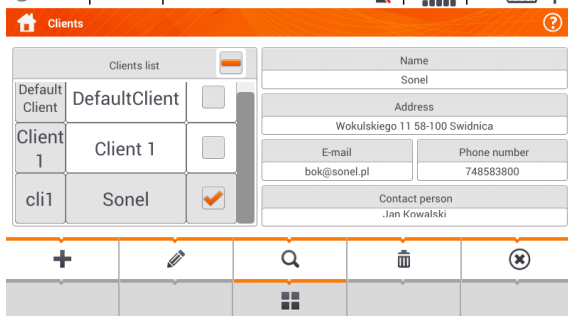 Clients
?
Clients list
Default
Client
DefaultClient
Client
1
Client 1
cli1
Sonel
Name
Sonel
Address
Wokulskiego 11 58-100 Swidnica
E-mail
Phone number
bok@sonel.pl
748583800
Contact person
Jan Kowalski